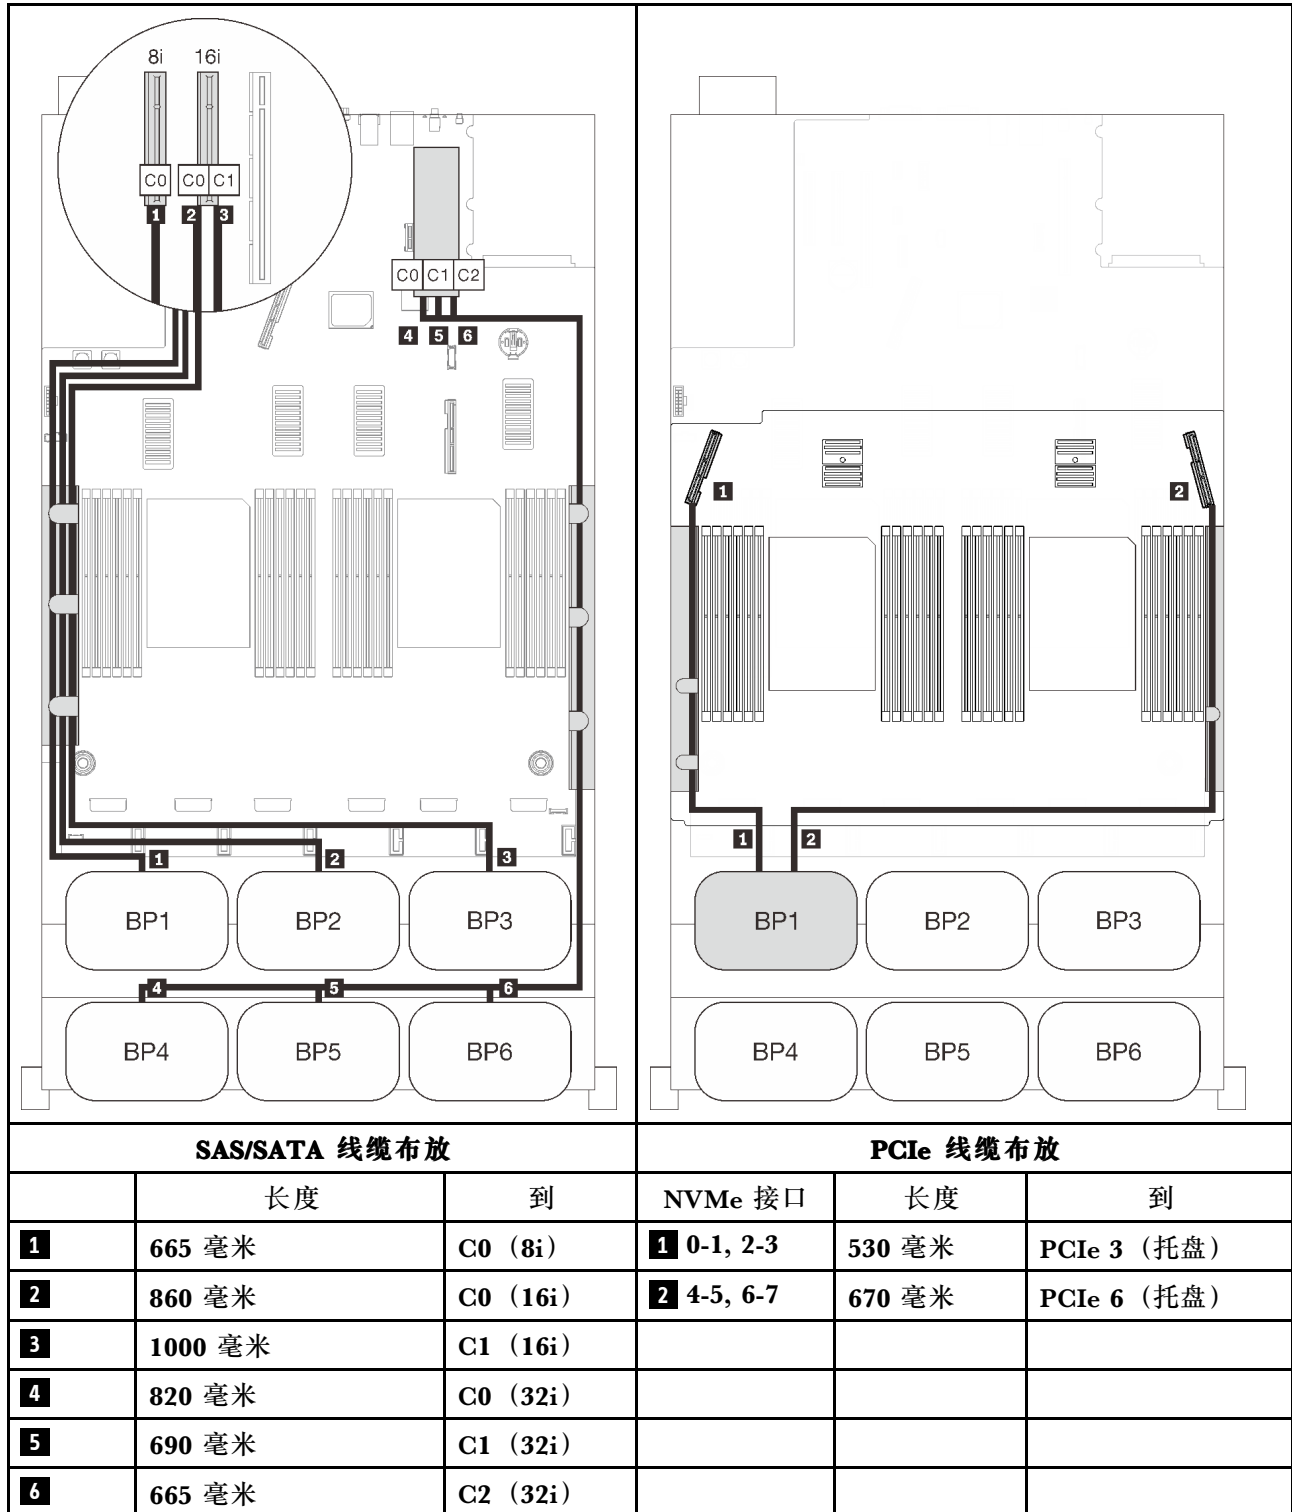 8i 16i
C0 C0 C1
1 2 3
C0 C1 C2
4 5 6
1 2 3
BP1 BP2 BP3
4 5 6
BP4 BP5 BP6
1 2
1 2
BP1 BP2 BP3
BP4 BP5 BP6
SAS/SATA 线缆布放 PCIe 线缆布放
长度 到 NVMe 接口 长度 到
1 665 毫米 C0（8i） 1 0-1, 2-3 530 毫米 PCIe 3（托盘）
2 860 毫米 C0（16i） 2 4-5, 6-7 670 毫米 PCIe 6（托盘）
3 1000 毫米 C1（16i）
4 820 毫米 C0（32i）
5 690 毫米 C1（32i）
6 665 毫米 C2（32i）